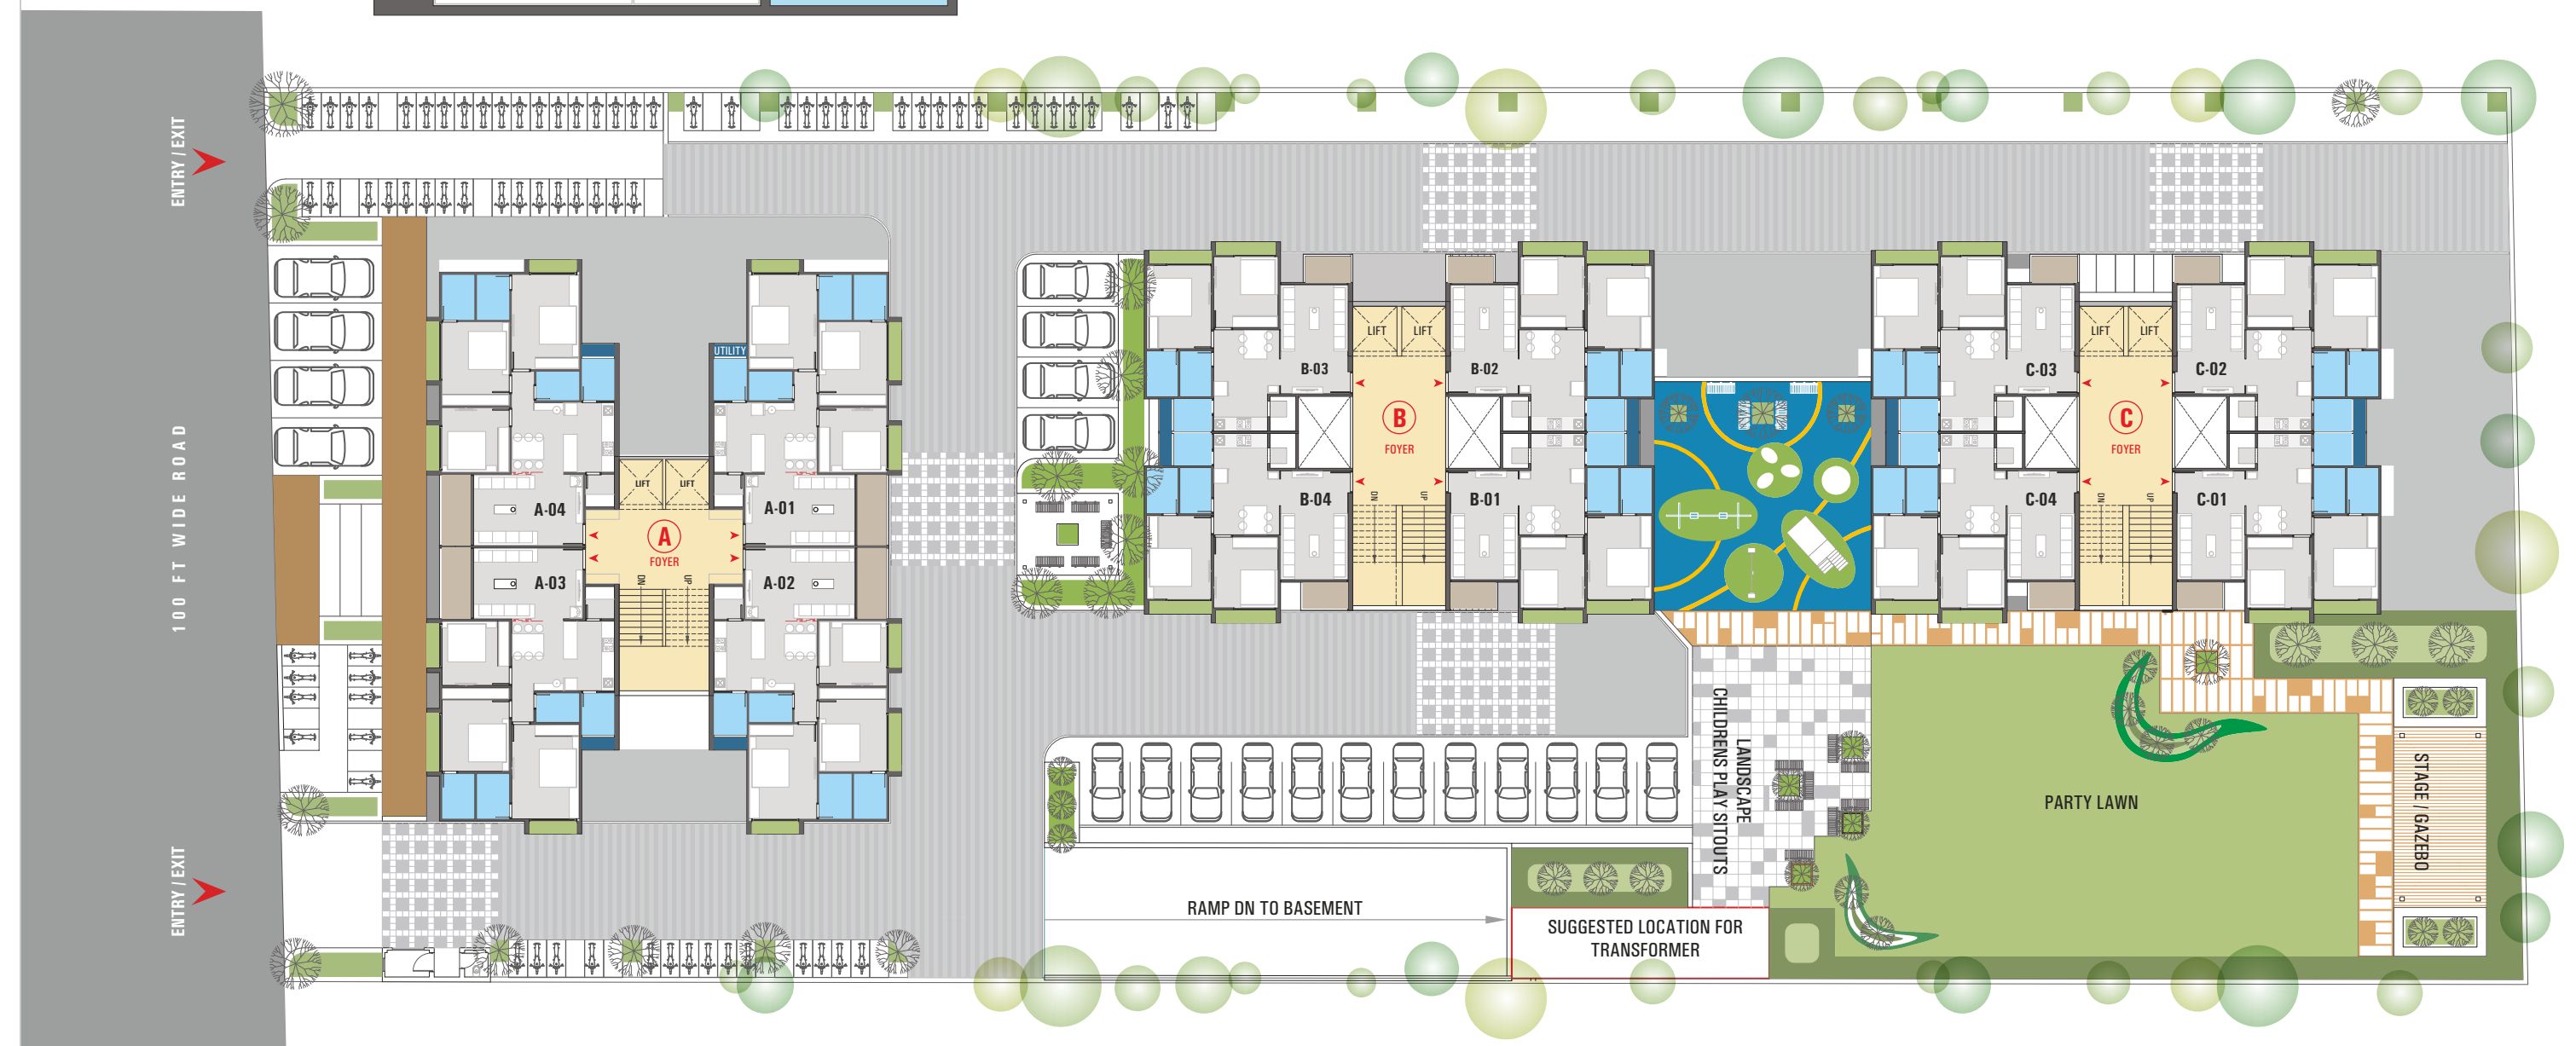 ENTRY / EXIT
100 FT WIDE ROAD
ENTRY / EXIT
UTILITY
LIFT
LIFT
A-04
A-01
A
FOYER
A-03
A-02
DN
UP
LIFT
LIFT
B-03
B-02
B
FOYER
B-04
B-01
DN
UP
LIFT
LIFT
C-03
C-02
C
FOYER
C-04
C-01
DN
UP
LANDSCAPE
CHILDRENS PLAY SITOUTS
PARTY LAWN
STAGE / GAZEBO
RAMP DN TO BASEMENT
SUGGESTED LOCATION FOR
TRANSFORMER